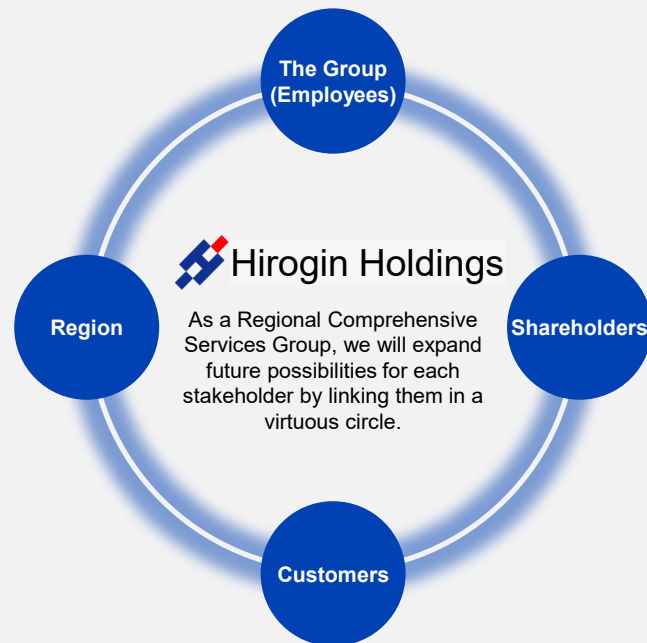 The Group
(Employees)
Hirogin Holdings
Region
As a Regional Comprehensive
Services Group, we will expand
future possibilities for each
stakeholder by linking them in a
virtuous circle.
Shareholders
Customers